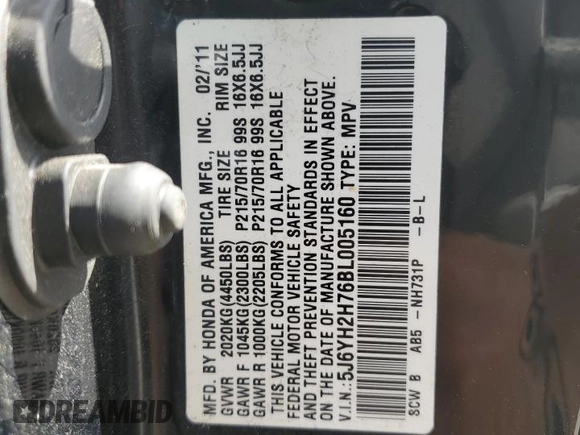 MFD. BY HONDA OF AMERICA MFG., INC. 02/'11
GVWR 2020KG(4450LBS) TIRE SIZE RIM SIZE
GAWR F 1045KG(2300LBS) P215/70R16 99S 16X6.5JJ
GAWR R 1000KG(2205LBS) P215/70R16 99S 16X6.5JJ
THIS VEHICLE CONFORMS TO ALL APPLICABLE
FEDERAL MOTOR VEHICLE SAFETY
AND THEFT PREVENTION STANDARDS IN EFFECT
ON THE DATE OF MANUFACTURE SHOWN ABOVE.
V.I.N.:5J6YH2H76BL005160 TYPE: MPV
SCW B AB5 -NH731P -B-L
DREAMBID